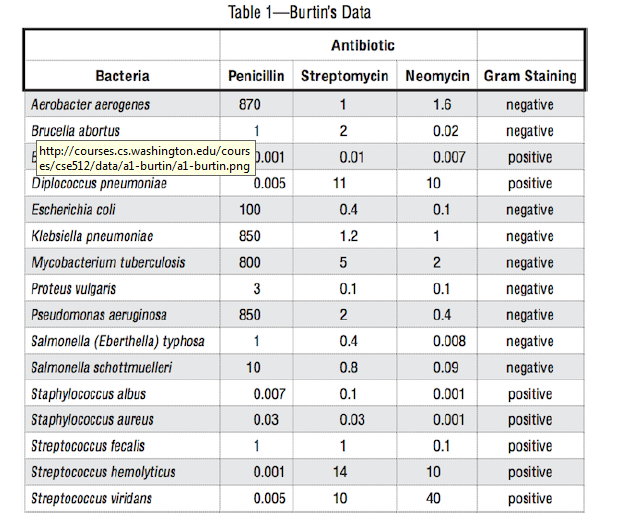 Table 1—Burtin's Data
Antibiotic
Bacteria Penicillin Streptomycin Neomycin Gram Staining
Aerobacter aerogenes 870 1 1.6 negative
Brucella abortus 1 2 0.02 negative
http://courses.cs.washington.edu/cours
es/cse512/data/a1-burtin/a1-burtin.png
0.001 0.01 0.007 positive
Diplococcus pneumoniae 0.005 11 10 positive
Escherichia coli 100 0.4 0.1 negative
Klebsiella pneumoniae 850 1.2 1 negative
Mycobacterium tuberculosis 800 5 2 negative
Proteus vulgaris 3 0.1 0.1 negative
Pseudomonas aeruginosa 850 2 0.4 negative
Salmonella (Eberthella) typhosa 1 0.4 0.008 negative
Salmonella schottmuelleri 10 0.8 0.09 negative
Staphylococcus albus 0.007 0.1 0.001 positive
Staphylococcus aureus 0.03 0.03 0.001 positive
Streptococcus fecalis 1 1 0.1 positive
Streptococcus hemolyticus 0.001 14 10 positive
Streptococcus viridans 0.005 10 40 positive